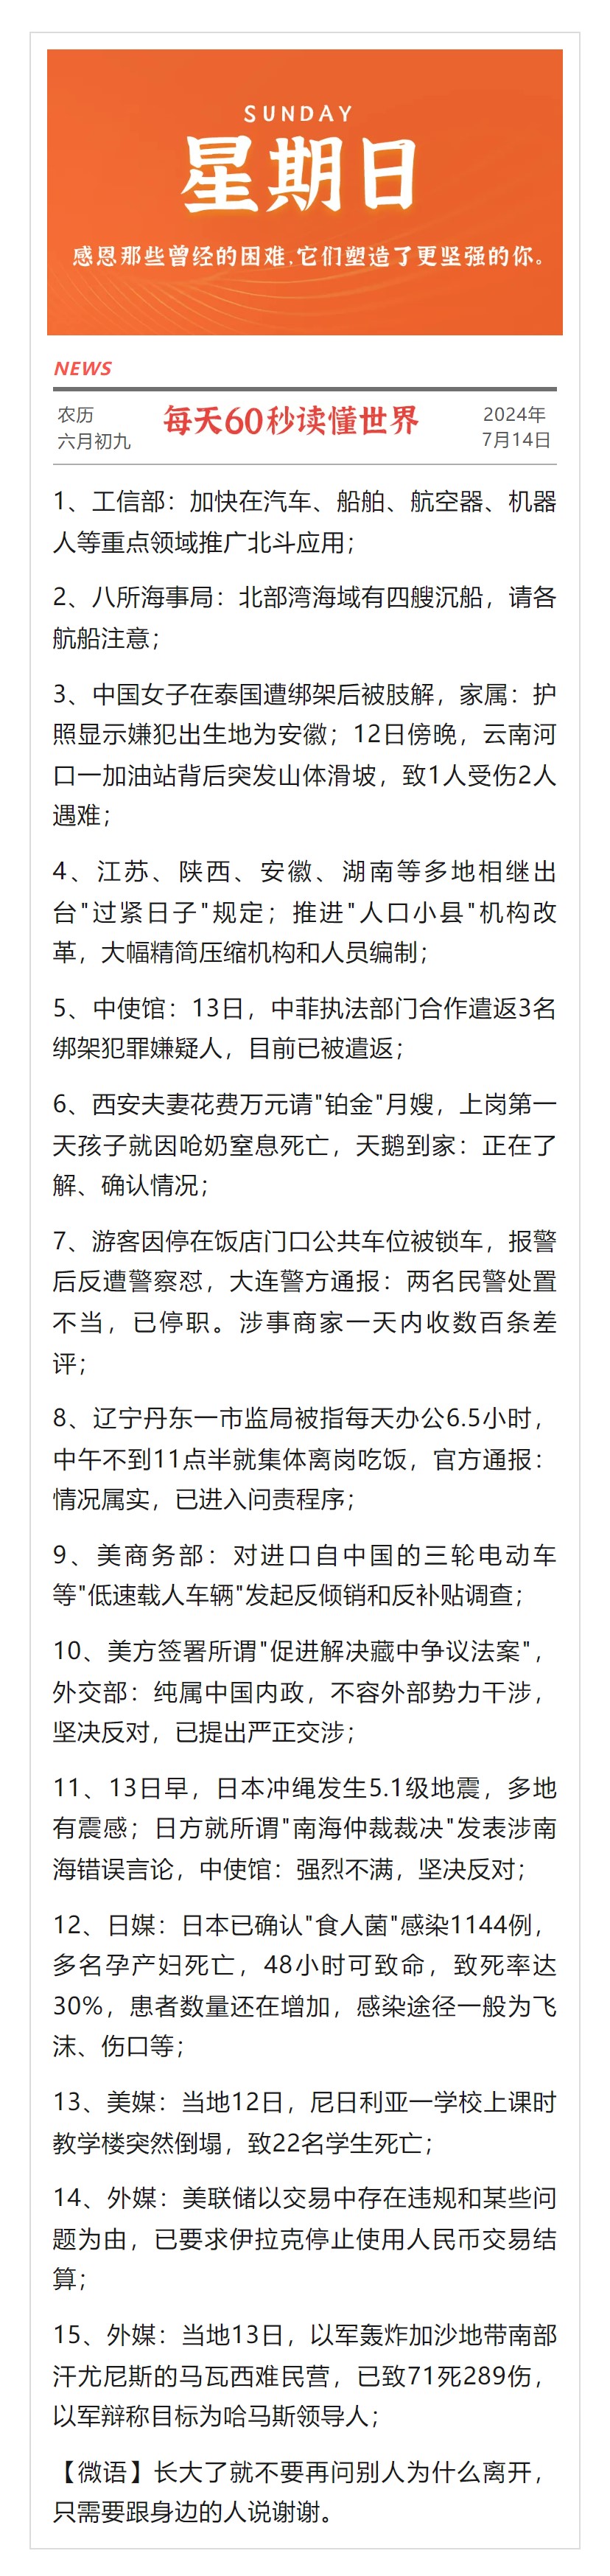 SUNDAY
星期日
感恩那些曾经的困难,它们塑造了更坚强的你。
NEWS
农历
六月初九
每天60秒读懂世界
2024年
7月14日
1、工信部：加快在汽车、船舶、航空器、机器
人等重点领域推广北斗应用；
2、八所海事局：北部湾海域有四艘沉船，请各
航船注意；
3、中国女子在泰国遭绑架后被肢解，家属：护
照显示嫌犯出生地为安徽；12日傍晚，云南河
口一加油站背后突发山体滑坡，致1人受伤2人
遇难；
4、江苏、陕西、安徽、湖南等多地相继出
台"过紧日子"规定；推进"人口小县"机构改
革，大幅精简压缩机构和人员编制；
5、中使馆：13日，中菲执法部门合作遣返3名
绑架犯罪嫌疑人，目前已被遣返；
6、西安夫妻花费万元请"铂金"月嫂，上岗第一
天孩子就因呛奶窒息死亡，天鹅到家：正在了
解、确认情况；
7、游客因停在饭店门口公共车位被锁车，报警
后反遭警察怼，大连警方通报：两名民警处置
不当，已停职。涉事商家一天内收数百条差
评；
8、辽宁丹东一市监局被指每天办公6.5小时，
中午不到11点半就集体离岗吃饭，官方通报：
情况属实，已进入问责程序；
9、美商务部：对进口自中国的三轮电动车
等"低速载人车辆"发起反倾销和反补贴调查；
10、美方签署所谓"促进解决藏中争议法案"，
外交部：纯属中国内政，不容外部势力干涉，
坚决反对，已提出严正交涉；
11、13日早，日本冲绳发生5.1级地震，多地
有震感；日方就所谓"南海仲裁裁决"发表涉南
海错误言论，中使馆：强烈不满，坚决反对；
12、日媒：日本已确认"食人菌"感染1144例，
多名孕产妇死亡，48小时可致命，致死率达
30%，患者数量还在增加，感染途径一般为飞
沫、伤口等；
13、美媒：当地12日，尼日利亚一学校上课时
教学楼突然倒塌，致22名学生死亡；
14、外媒：美联储以交易中存在违规和某些问
题为由，已要求伊拉克停止使用人民币交易结
算；
15、外媒：当地13日，以军轰炸加沙地带南部
汗尤尼斯的马瓦西难民营，已致71死289伤，
以军辩称目标为哈马斯领导人；
【微语】长大了就不要再问别人为什么离开，
只需要跟身边的人说谢谢。